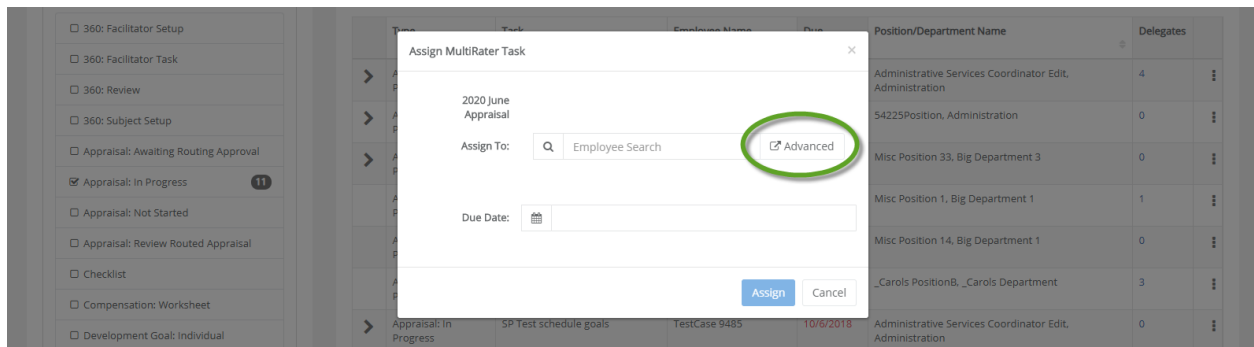 360: Facilitator Setup
360: Facilitator Task
360: Review
360: Subject Setup
Appraisal: Awaiting Routing Approval
Appraisal: In Progress 11
Appraisal: Not Started
Appraisal: Review Routed Appraisal
Checklist
Compensation: Worksheet
Development Goal: Individual
Type Task Employee Name Due Position/Department Name Delegates
Assign MultiRater Task
2020 June
Appraisal
Assign To: Employee Search Advanced
Due Date:
Assign Cancel
Administrative Services Coordinator Edit, 4
Administration
54225Position, Administration 0
Misc Position 33, Big Department 3 0
Misc Position 1, Big Department 1 1
Misc Position 14, Big Department 1 0
_Carols PositionB, _Carols Department 3
Appraisal: In SP Test schedule goals TestCase 9485 10/6/2018 Administrative Services Coordinator Edit, 0
Progress Administration